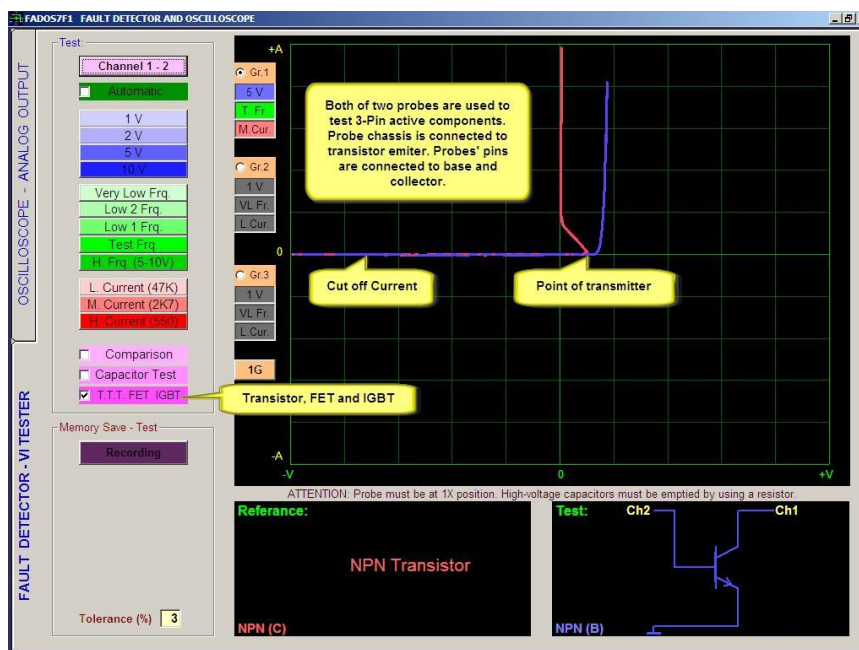 FADOS7F1 FAULT DETECTOR AND OSCILLOSCOPE
OSCILLOSCOPE - ANALOG OUTPUT
FAULT DETECTOR - VI TESTER
Test:
Channel 1 - 2
Automatic
1 V
2 V
5 V
10 V
Very Low Frq.
Low 2 Frq.
Low 1 Frq.
Test Frq.
H. Frq. (5-10V)
L. Current (47K)
M. Current (2K7)
H. Current (550)
Comparison
Capacitor Test
T.T.T. FET IGBT
Memory Save - Test
Recording
Tolerance (%) 3
Gr.1
5 V
T. Fr.
M.Cur.
Gr.2
1 V
VL Fr.
L.Cur.
Gr.3
1 V
VL Fr.
L.Cur.
1G
+A
0
-A
-V
0
+V
Both of two probes are used to
test 3-Pin active components.
Probe chassis is connected to
transistor emiter. Probes' pins
are connected to base and
collector.
Cut off Current
Point of transmitter
Transistor, FET and IGBT
ATTENTION: Probe must be at 1X position. High-voltage capacitors must be emptied by using a resistor.
Referance:
NPN Transistor
NPN (C)
Test:
Ch2
Ch1
NPN (B)